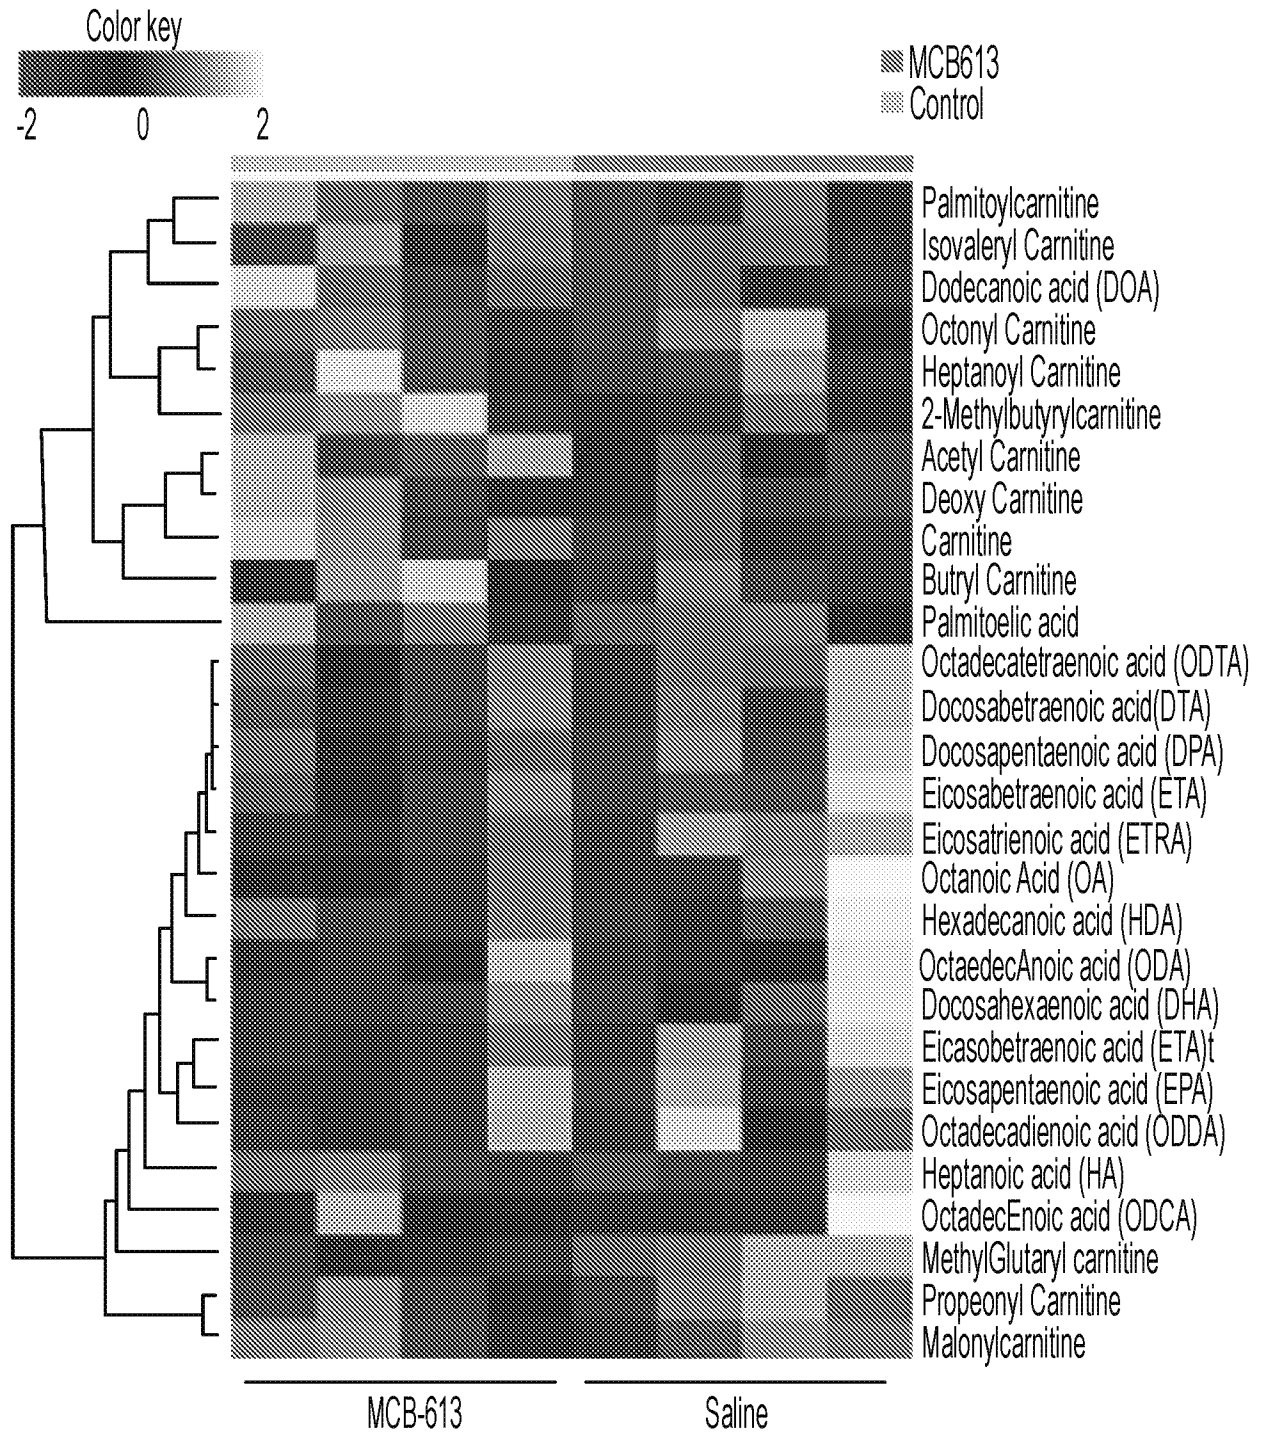 Color key
-2 0 2
MCB613
Control
Palmitoylcarnitine
Isovaleryl Carnitine
Dodecanoic acid (DOA)
Octonyl Carnitine
Heptanoyl Carnitine
2-Methylbutyrylcarnitine
Acetyl Carnitine
Deoxy Carnitine
Carnitine
Butryl Carnitine
Palmitoelic acid
Octadecatetraenoic acid (ODTA)
Docosabetraenoic acid(DTA)
Docosapentaenoic acid (DPA)
Eicosabetraenoic acid (ETA)
Eicosatrienoic acid (ETRA)
Octanoic Acid (OA)
Hexadecanoic acid (HDA)
OctaedecAnoic acid (ODA)
Docosahexaenoic acid (DHA)
Eicasobetraenoic acid (ETA)t
Eicosapentaenoic acid (EPA)
Octadecadienoic acid (ODDA)
Heptanoic acid (HA)
OctadecEnoic acid (ODCA)
MethylGlutaryl carnitine
Propeonyl Carnitine
Malonylcarnitine
MCB-613 Saline